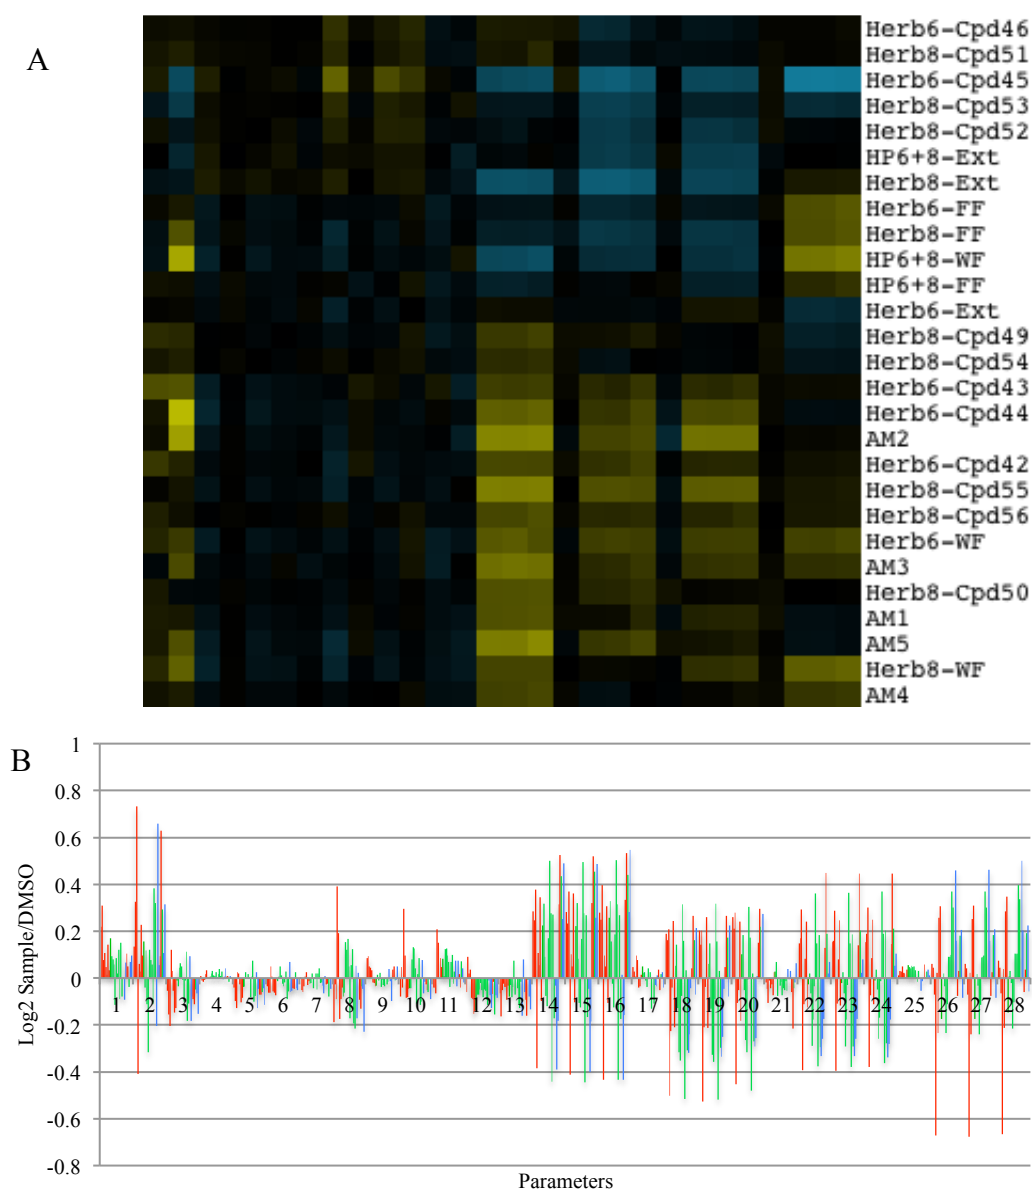 A
Herb6-Cpd46
Herb8-Cpd51
Herb6-Cpd45
Herb8-Cpd53
Herb8-Cpd52
HP6+8-Ext
Herb8-Ext
Herb6-FF
Herb8-FF
HP6+8-WF
HP6+8-FF
Herb6-Ext
Herb8-Cpd49
Herb8-Cpd54
Herb6-Cpd43
Herb6-Cpd44
AM2
Herb6-Cpd42
Herb8-Cpd55
Herb8-Cpd56
Herb6-WF
AM3
Herb8-Cpd50
AM1
AM5
Herb8-WF
AM4
B
Log2 Sample/DMSO
1
0.8
0.6
0.4
0.2
0
-0.2
-0.4
-0.6
-0.8
1 2 3 4 5 6 7 8 9 10 11 12 13 14 15 16 17 18 19 20 21 22 23 24 25 26 27 28
Parameters